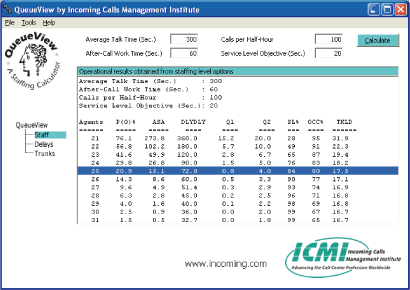 QueueView by Incoming Calls Management Institute
File Tools Help
QueueView
A Staffing Calculator
Average Talk Time (Sec.) 300 Calls per Half-Hour 100 Calculate
After-Call Work Time (Sec.) 60 Service Level Objective (Sec.) 20
Operational results obtained from staffing level options
Average Talk Time (Sec.) : 300
After-Call Work Time (Sec.) : 60
Calls per Half-Hour : 100
Service Level Objective (Sec.): 20
QueueView
Staff
Delays
Trunks
Agents P(0)% ASA DLYDLY Q1 Q2 SL% OCC% TKLD
21 76.1 273.8 360.0 15.2 20.0 28 95 31.9
22 56.8 102.2 180.0 5.7 10.0 49 91 22.3
23 41.6 49.9 120.0 2.8 6.7 65 87 19.4
24 29.8 26.8 90.0 1.5 5.0 76 83 18.2
25 20.9 15.1 72.0 0.8 4.0 84 80 17.5
26 14.3 8.6 60.0 0.5 3.3 90 77 17.1
27 9.6 4.9 51.4 0.3 2.9 93 74 16.9
28 6.3 2.8 45.0 0.2 2.5 96 71 16.8
29 4.0 1.6 40.0 0.1 2.2 98 69 16.8
30 2.5 0.9 36.0 0.0 2.0 99 67 16.7
31 1.5 0.5 32.7 0.0 1.8 99 65 16.7
www.incoming.com
ICMI
Incoming Calls
Management Institute
Advancing the Call Center Profession Worldwide